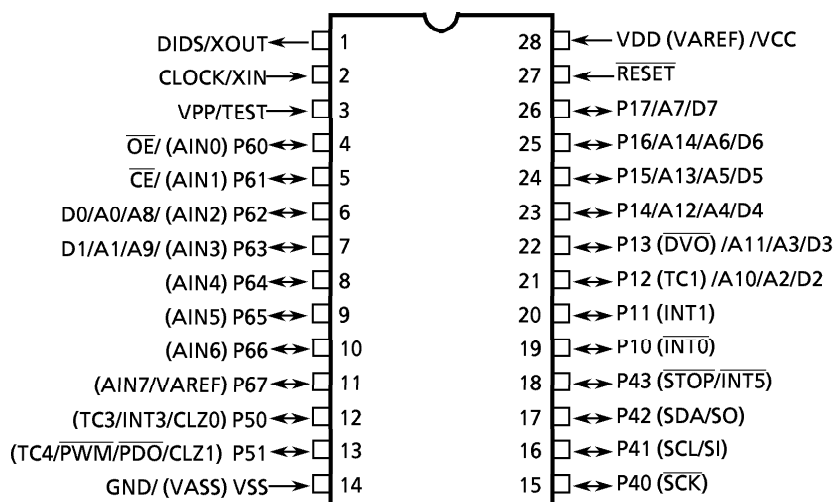 DIDS/XOUT 1 28 VDD (VAREF) /VCC
CLOCK/XIN 2 27 RESET
VPP/TEST 3 26 P17/A7/D7
OE/ (AIN0) P60 4 25 P16/A14/A6/D6
CE/ (AIN1) P61 5 24 P15/A13/A5/D5
D0/A0/A8/ (AIN2) P62 6 23 P14/A12/A4/D4
D1/A1/A9/ (AIN3) P63 7 22 P13 (DVO) /A11/A3/D3
(AIN4) P64 8 21 P12 (TC1) /A10/A2/D2
(AIN5) P65 9 20 P11 (INT1)
(AIN6) P66 10 19 P10 (INT0)
(AIN7/VAREF) P67 11 18 P43 (STOP/INT5)
(TC3/INT3/CLZ0) P50 12 17 P42 (SDA/SO)
(TC4/PWM/PDO/CLZ1) P51 13 16 P41 (SCL/SI)
GND/ (VASS) VSS 14 15 P40 (SCK)